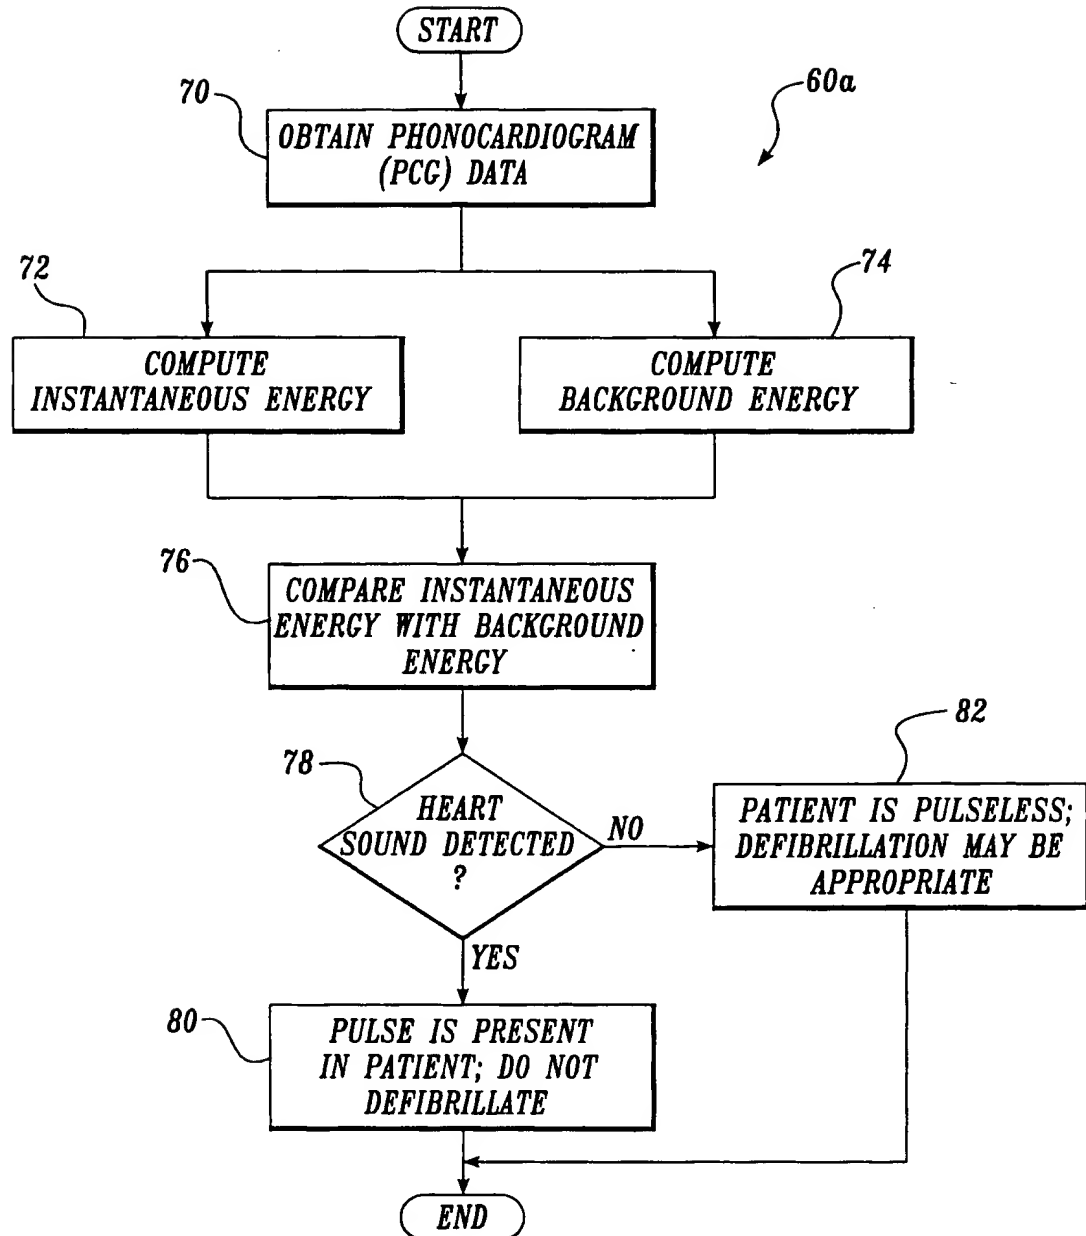 START
70
60a
OBTAIN PHONOCARDIOGRAM
(PCG) DATA
72
74
COMPUTE
INSTANTANEOUS ENERGY
COMPUTE
BACKGROUND ENERGY
76
COMPARE INSTANTANEOUS
ENERGY WITH BACKGROUND
ENERGY
78
82
HEART
SOUND DETECTED
?
NO
PATIENT IS PULSELESS;
DEFIBRILLATION MAY BE
APPROPRIATE
YES
80
PULSE IS PRESENT
IN PATIENT; DO NOT
DEFIBRILLATE
END